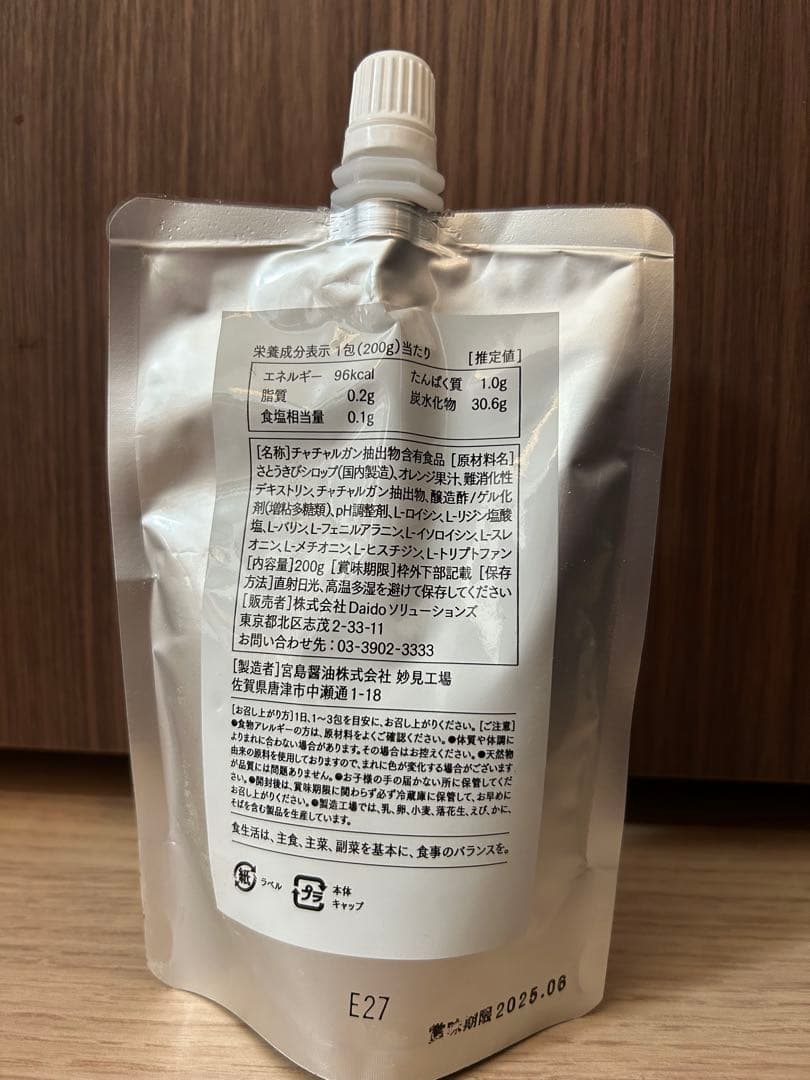 栄養成分表示 1包(200g)当たり [推定値]
エネルギー 96kcal たんぱく質 1.0g
脂質 0.2g 炭水化物 30.6g
食塩相当量 0.1g
[名称]チャチャルガン抽出物含有食品 [原材料名]
さとうきびシロップ(国内製造)、オレンジ果汁、難消化性
デキストリン、チャチャルガン抽出物、醸造酢/ゲル化
剤(増粘多糖類)、pH調整剤、L-ロイシン、L-リジン塩酸
塩、L-バリン、L-フェニルアラニン、L-イソロイシン、L-スレ
オニン、L-メチオニン、L-ヒスチジン、L-トリプトファン
[内容量]200g [賞味期限]枠外下部記載 [保存
方法]直射日光、高温多湿を避けて保存してください
[販売者]株式会社Daidoソリューションズ
東京都北区志茂2-33-11
お問い合わせ先：03-3902-3333
[製造者]宮島醤油株式会社 妙見工場
佐賀県唐津市中瀬通1-18
[お召し上がり方]1日、1〜3包を目安に、お召し上がりください。[ご注意]
●食物アレルギーの方は、原材料をよくご確認ください。●体質や体調に
よりまれに合わない場合があります。その場合はお控えください。●天然物
由来の原料を使用しておりますので、まれに色が変化する場合がございます
が品質には問題ありません。●お子様の手の届かない所に保管してくだ
さい。●開封後は、賞味期限に関わらず必ず冷蔵庫に保管して、お早めに
お召し上がりください。●製造工場では、乳、卵、小麦、落花生、えび、かに、
そばを含む製品を生産しています。
食生活は、主食、主菜、副菜を基本に、食事のバランスを。
紙 ラベル プラ 本体
キャップ
E27
賞味期限2025.06